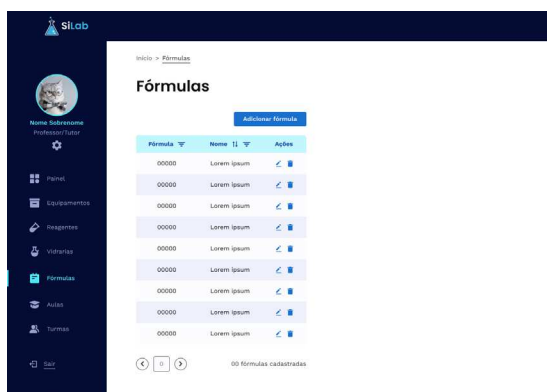 SiLab
Nome Sobrenome
Professor/Tutor
Painel
Equipamentos
Reagentes
Vidrarias
Fórmulas
Aulas
Turmas
Sair
Início > Fórmulas
Fórmulas
Adicionar fórmula
Fórmula Nome Ações
00000 Lorem ipsum
00000 Lorem ipsum
00000 Lorem ipsum
00000 Lorem ipsum
00000 Lorem ipsum
00000 Lorem ipsum
00000 Lorem ipsum
00000 Lorem ipsum
00000 Lorem ipsum
0
00 fórmulas cadastradas